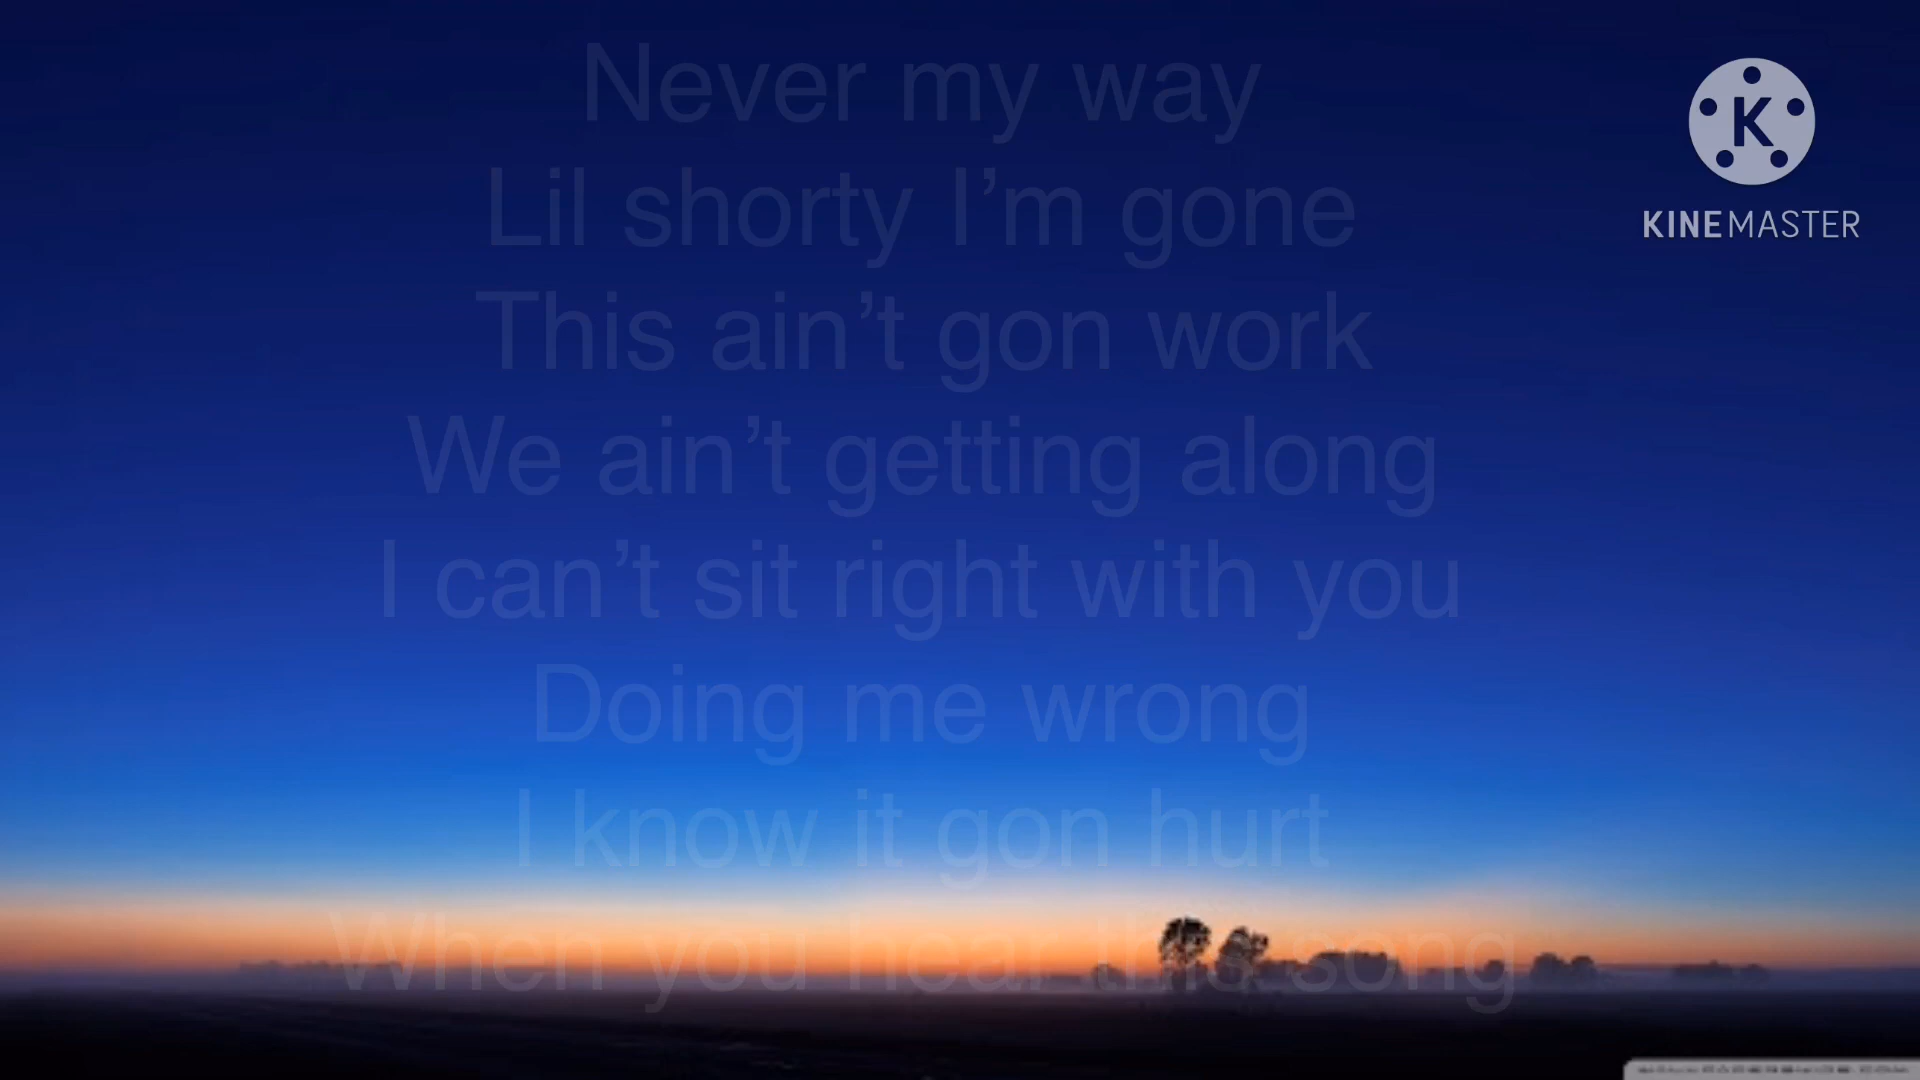 Never my way
Lil shorty I’m gone
This ain’t gon work
We ain’t getting along
I can’t sit right with you
Doing me wrong
I know it gon hurt
When you hear this song
K
KINEMASTER